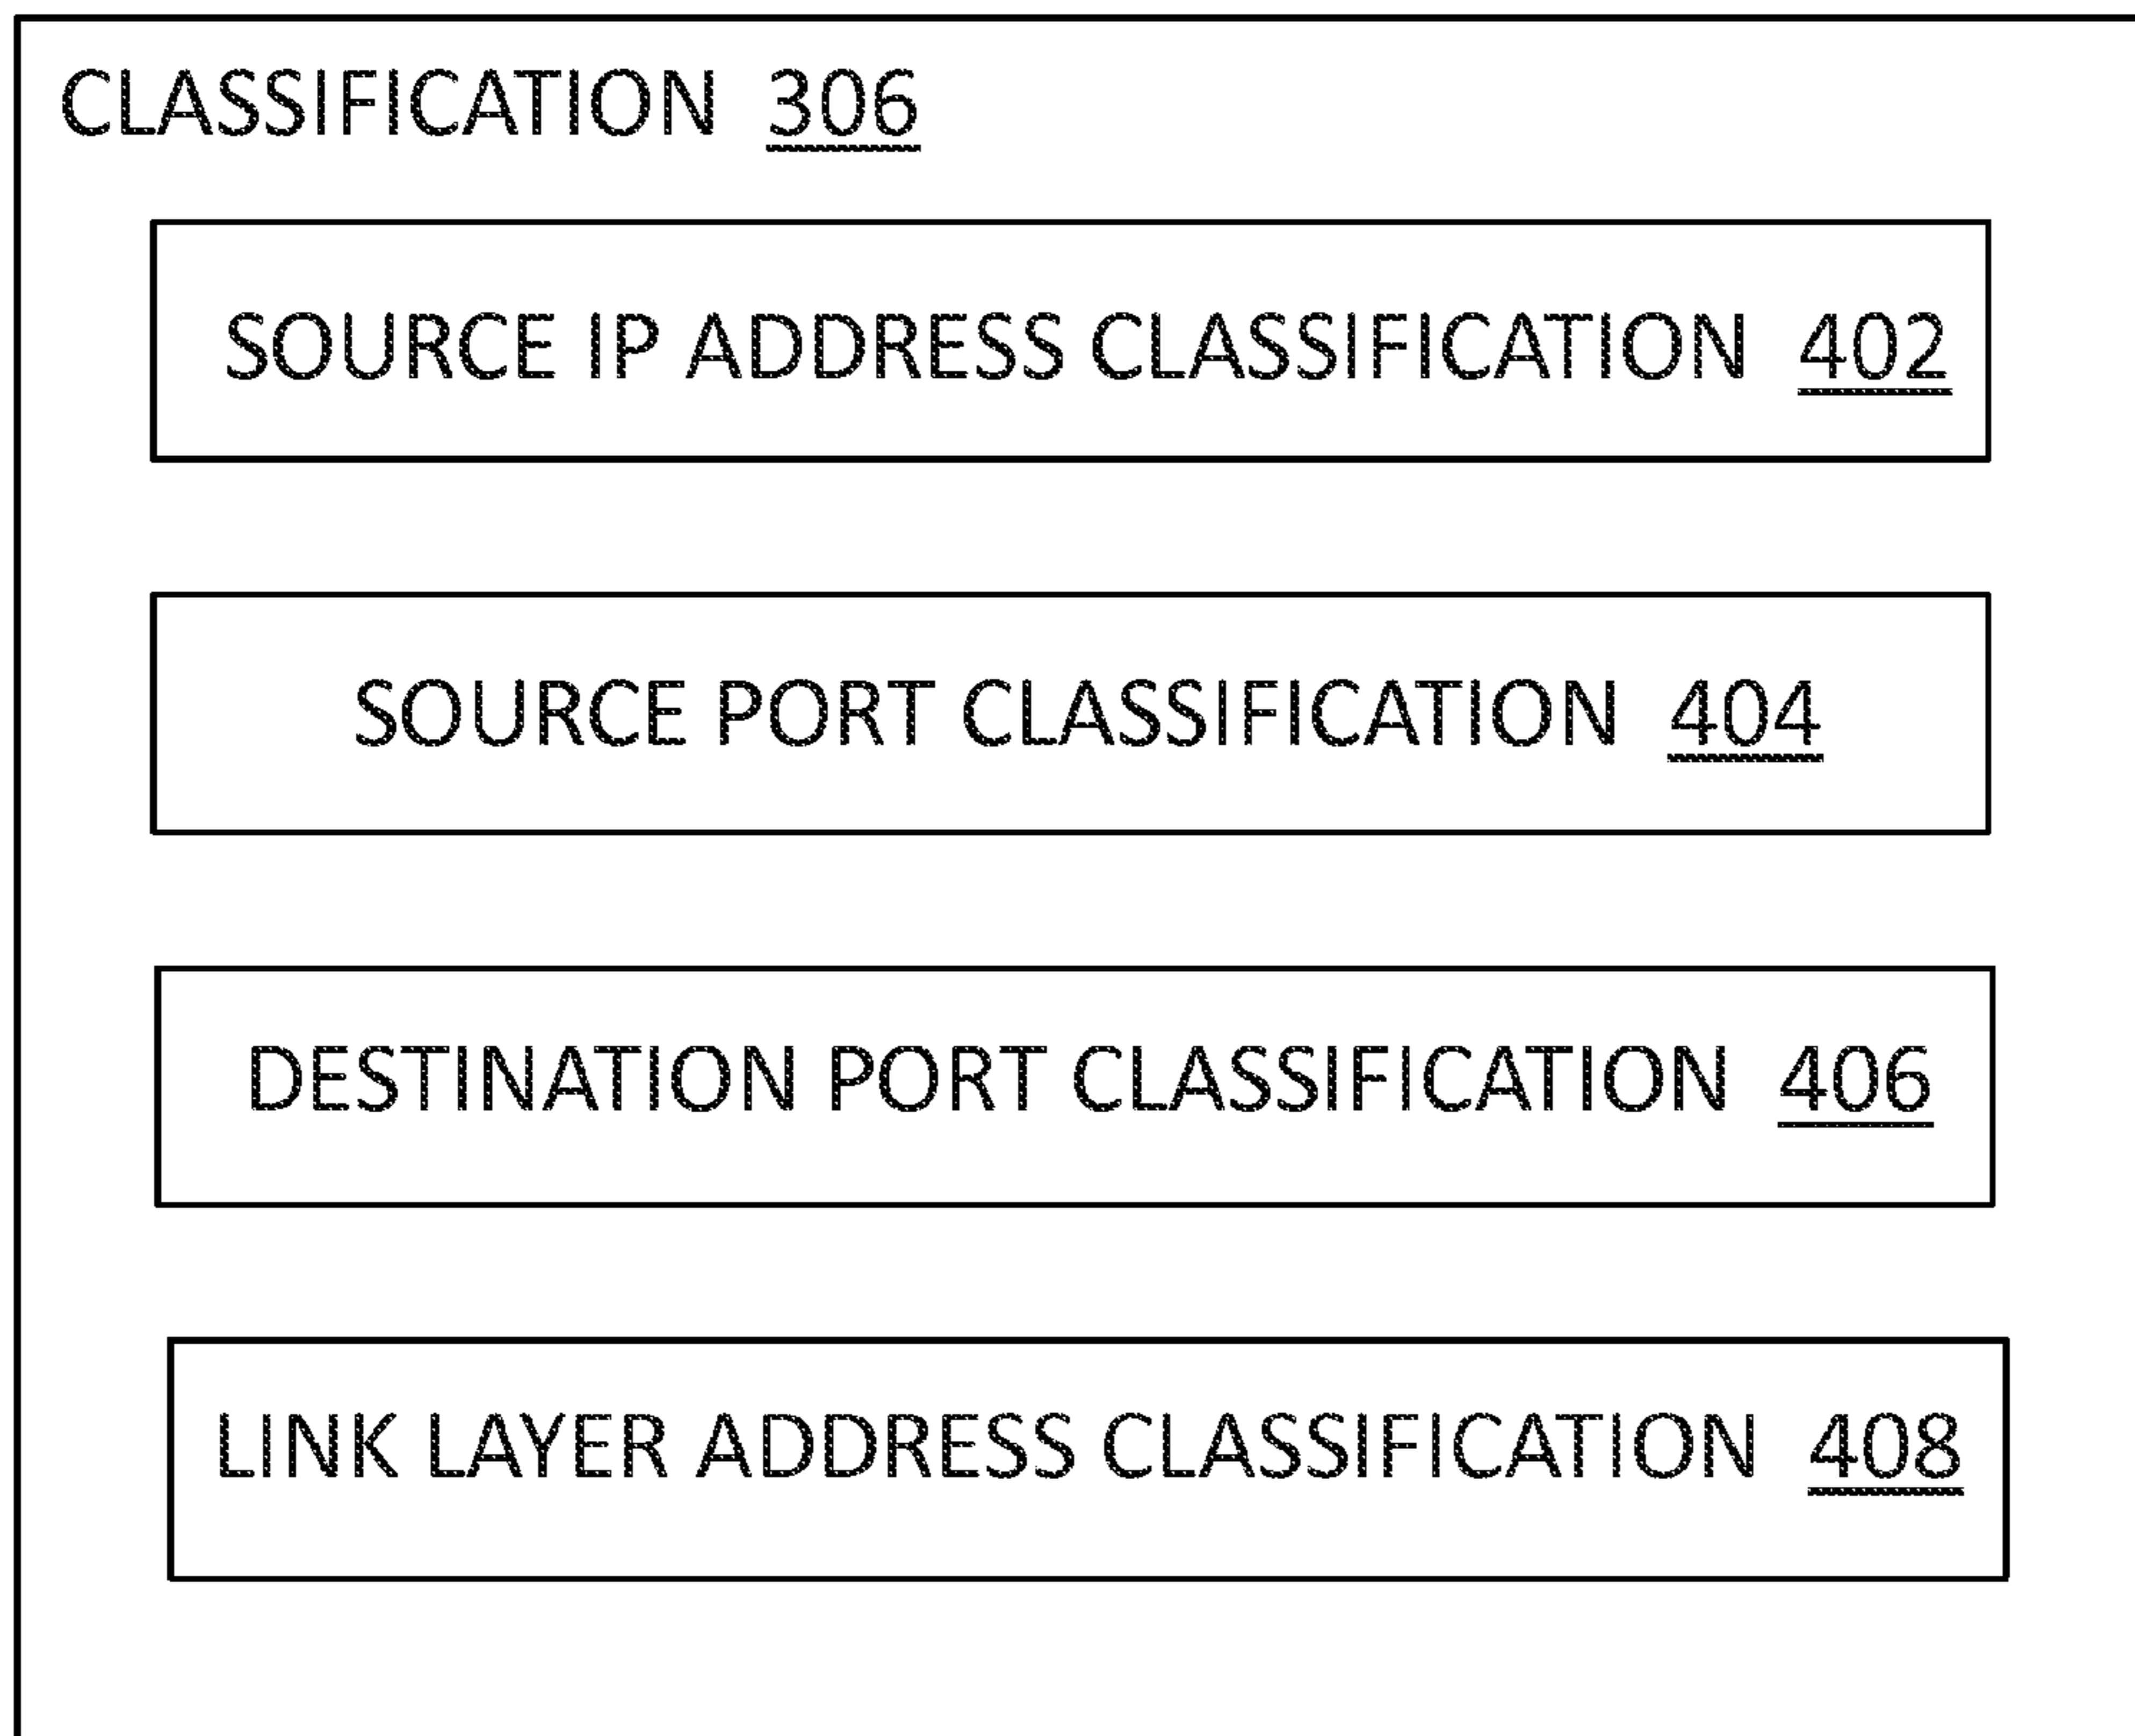 CLASSIFICATION 306
SOURCE IP ADDRESS CLASSIFICATION 402
SOURCE PORT CLASSIFICATION 404
DESTINATION PORT CLASSIFICATION 406
LINK LAYER ADDRESS CLASSIFICATION 408